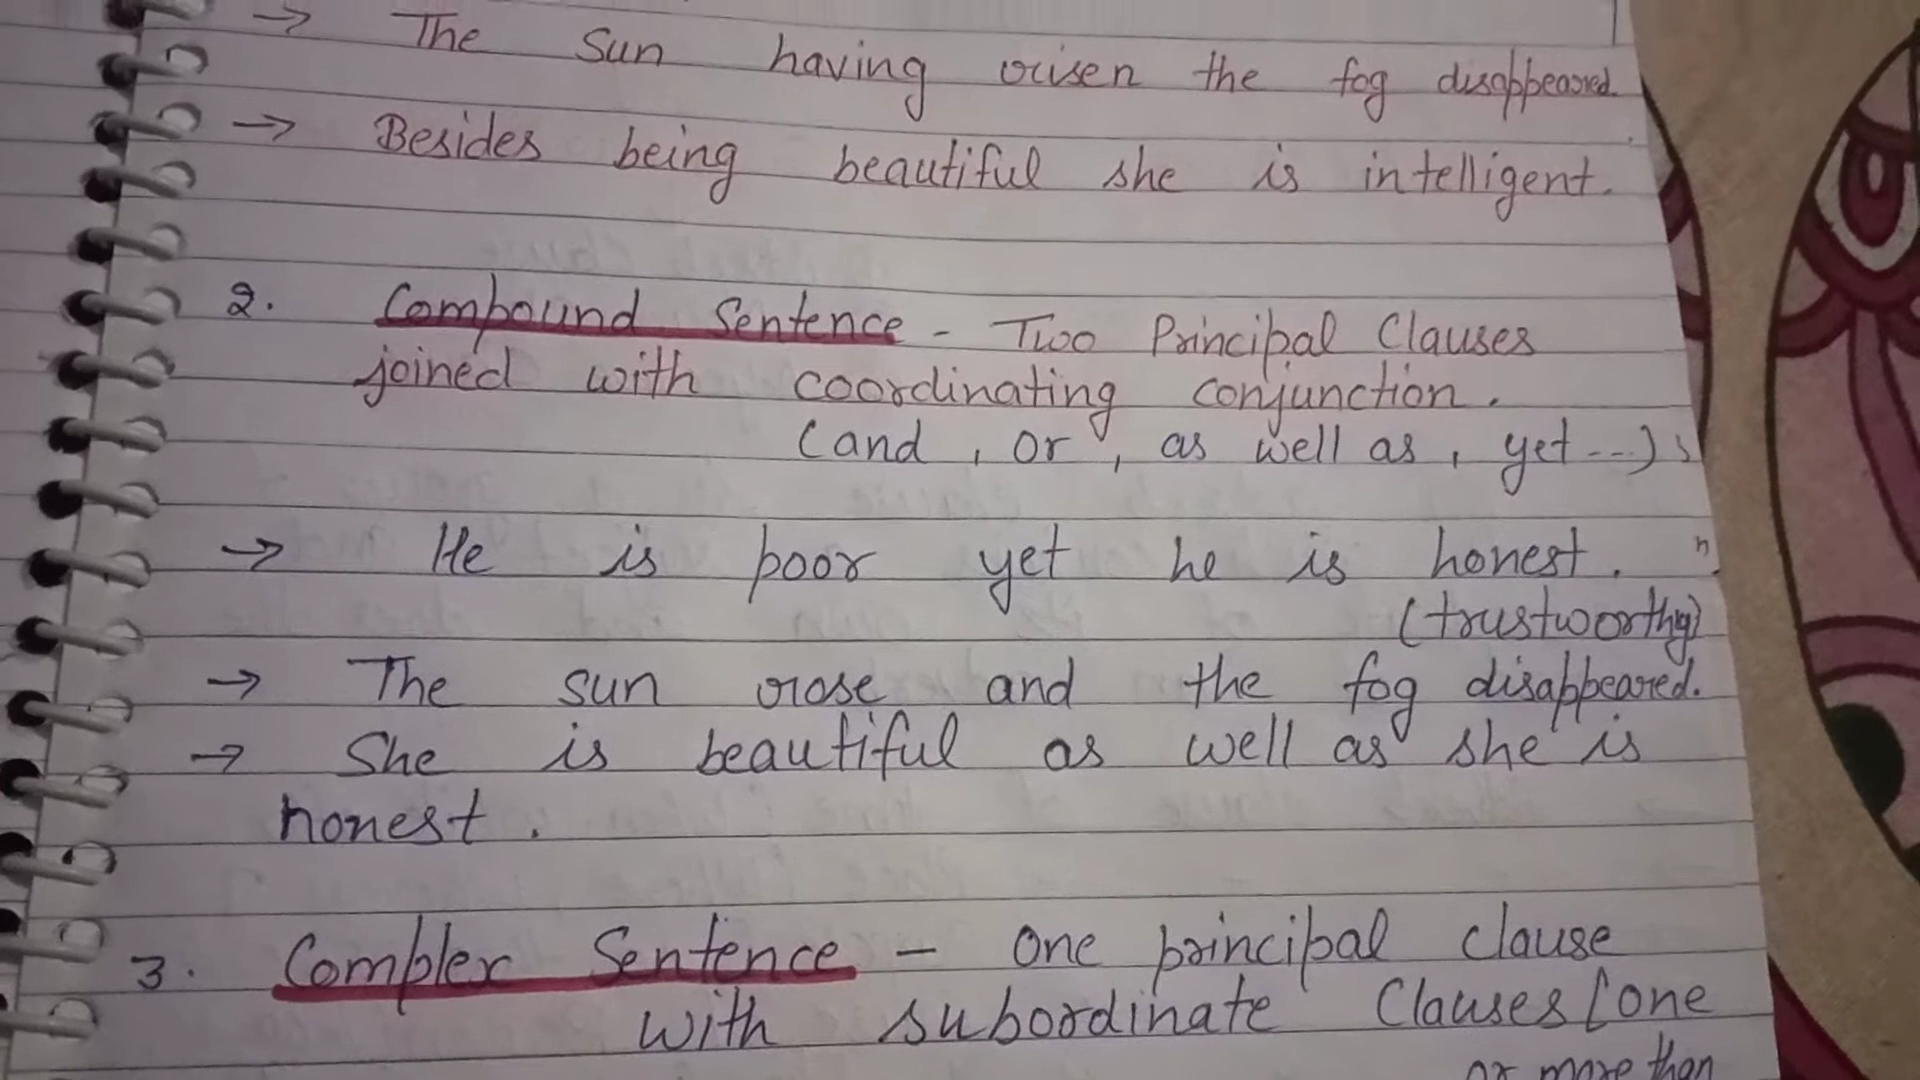 → The Sun having risen the fog disappeared.
→ Besides being beautiful she is intelligent.
2. Compound Sentence - Two Principal Clauses
joined with coordinating conjunction.
(and, or, as well as, yet---)
→ He is poor yet he is honest.
(trustworthy)
→ The sun rose and the fog disappeared.
→ She is beautiful as well as she is
honest.
3. Complex Sentence - One principal clause
with subordinate Clauses [one
or more than